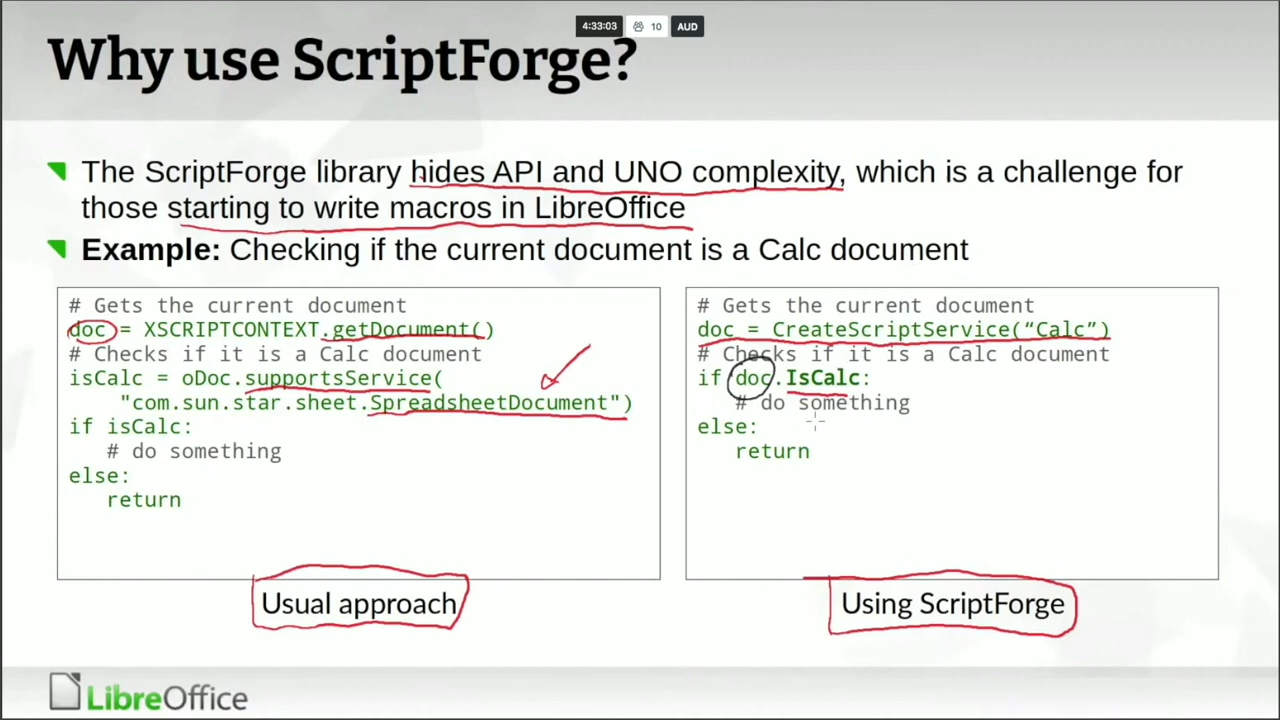 4:33:03 10 AUD
Why use ScriptForge?
The ScriptForge library hides API and UNO complexity, which is a challenge for
those starting to write macros in LibreOffice
Example: Checking if the current document is a Calc document
# Gets the current document
doc = XSCRIPTCONTEXT.getDocument()
# Checks if it is a Calc document
isCalc = oDoc.supportsService(
"com.sun.star.sheet.SpreadsheetDocument")
if isCalc:
# do something
else:
return
Usual approach
# Gets the current document
doc = CreateScriptService(“Calc”)
# Checks if it is a Calc document
if doc.IsCalc:
# do something
else:
return
Using ScriptForge
LibreOffice